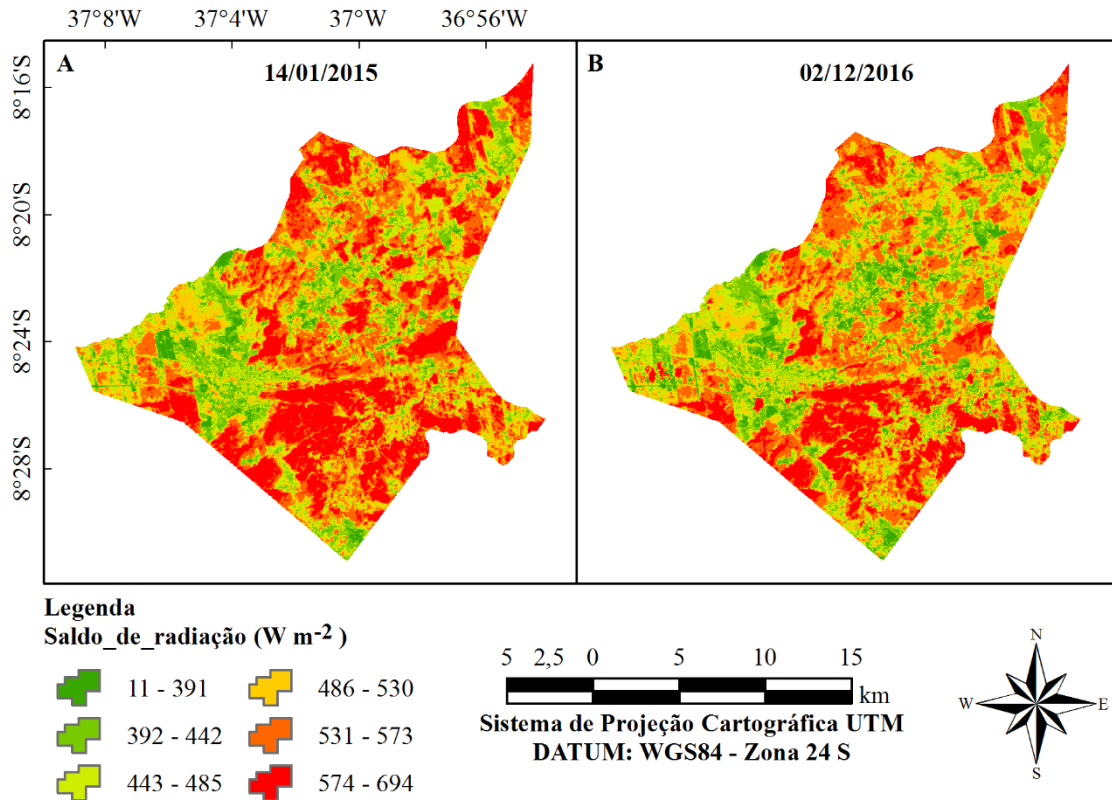 37°8'W 37°4'W 37°W 36°56'W
A
14/01/2015
B
02/12/2016
8°16'S
8°20'S
8°24'S
8°28'S
Legenda
Saldo_de_radiação (W m-2 )
11 - 391
392 - 442
443 - 485
486 - 530
531 - 573
574 - 694
5 2,5 0 5 10 15
km
Sistema de Projeção Cartográfica UTM
DATUM: WGS84 - Zona 24 S
N
W E
S